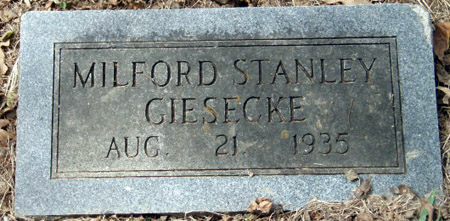 MILFORD STANLEY
GIESECKE
AUG. 21. 1935